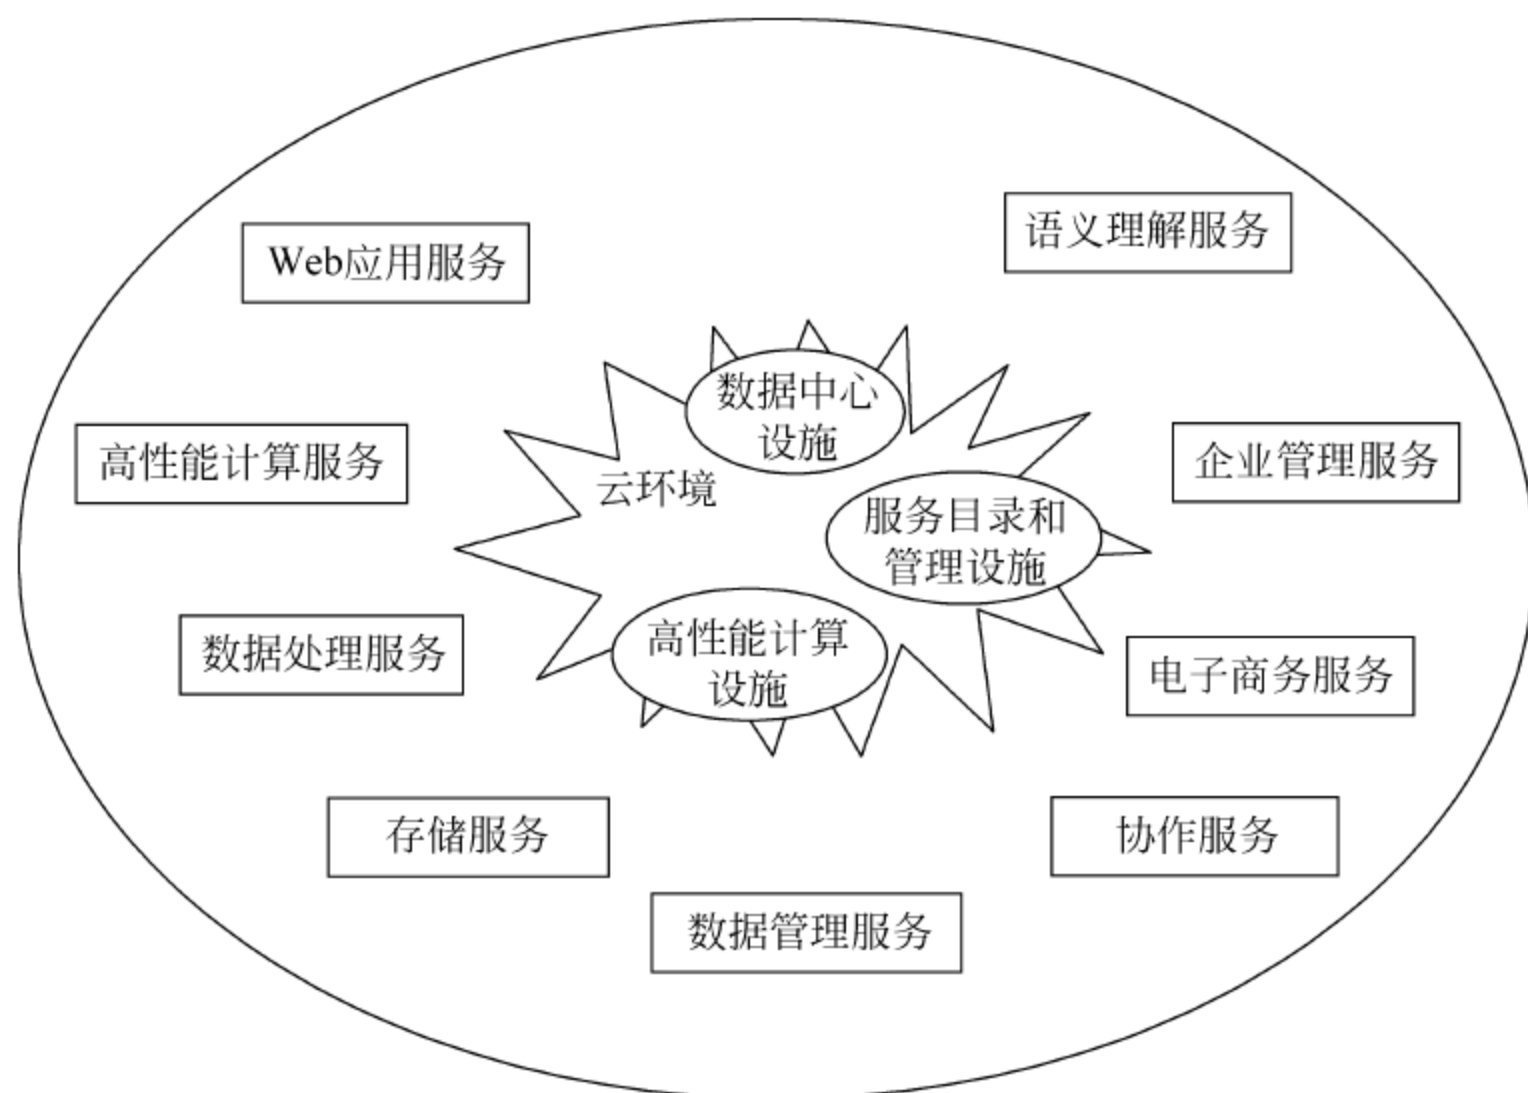 语义理解服务
Web应用服务
数据中心
设施
高性能计算服务
企业管理服务
云环境
服务目录和
管理设施
数据处理服务
高性能计算
设施
电子商务服务
存储服务
协作服务
数据管理服务